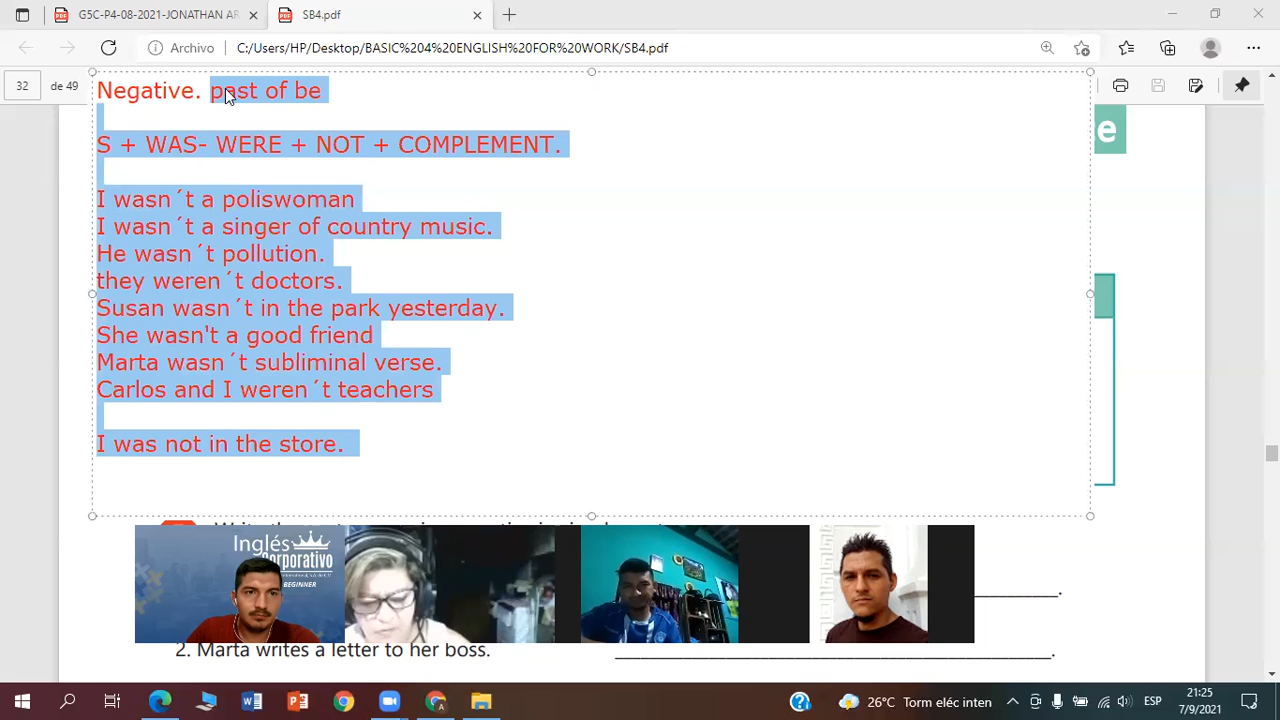 G5C-P4-08-2021-JONATHAN AR
SB4.pdf
Archivo
C:/Users/HP/Desktop/BASIC%204%20ENGLISH%20FOR%20WORK/SB4.pdf
32
de 49
Negative. past of be
e
S + WAS- WERE + NOT + COMPLEMENT.
I wasn´t a poliswoman
I wasn´t a singer of country music.
He wasn´t pollution.
they weren´t doctors.
Susan wasn´t in the park yesterday.
She wasn't a good friend
Marta wasn´t subliminal verse.
Carlos and I weren´t teachers
I was not in the store.
Inglés
Corporativo
BEGINNER
2. Marta writes a letter to her boss. ______________________________________.
26°C Torm eléc inten
ESP
21:25
7/9/2021